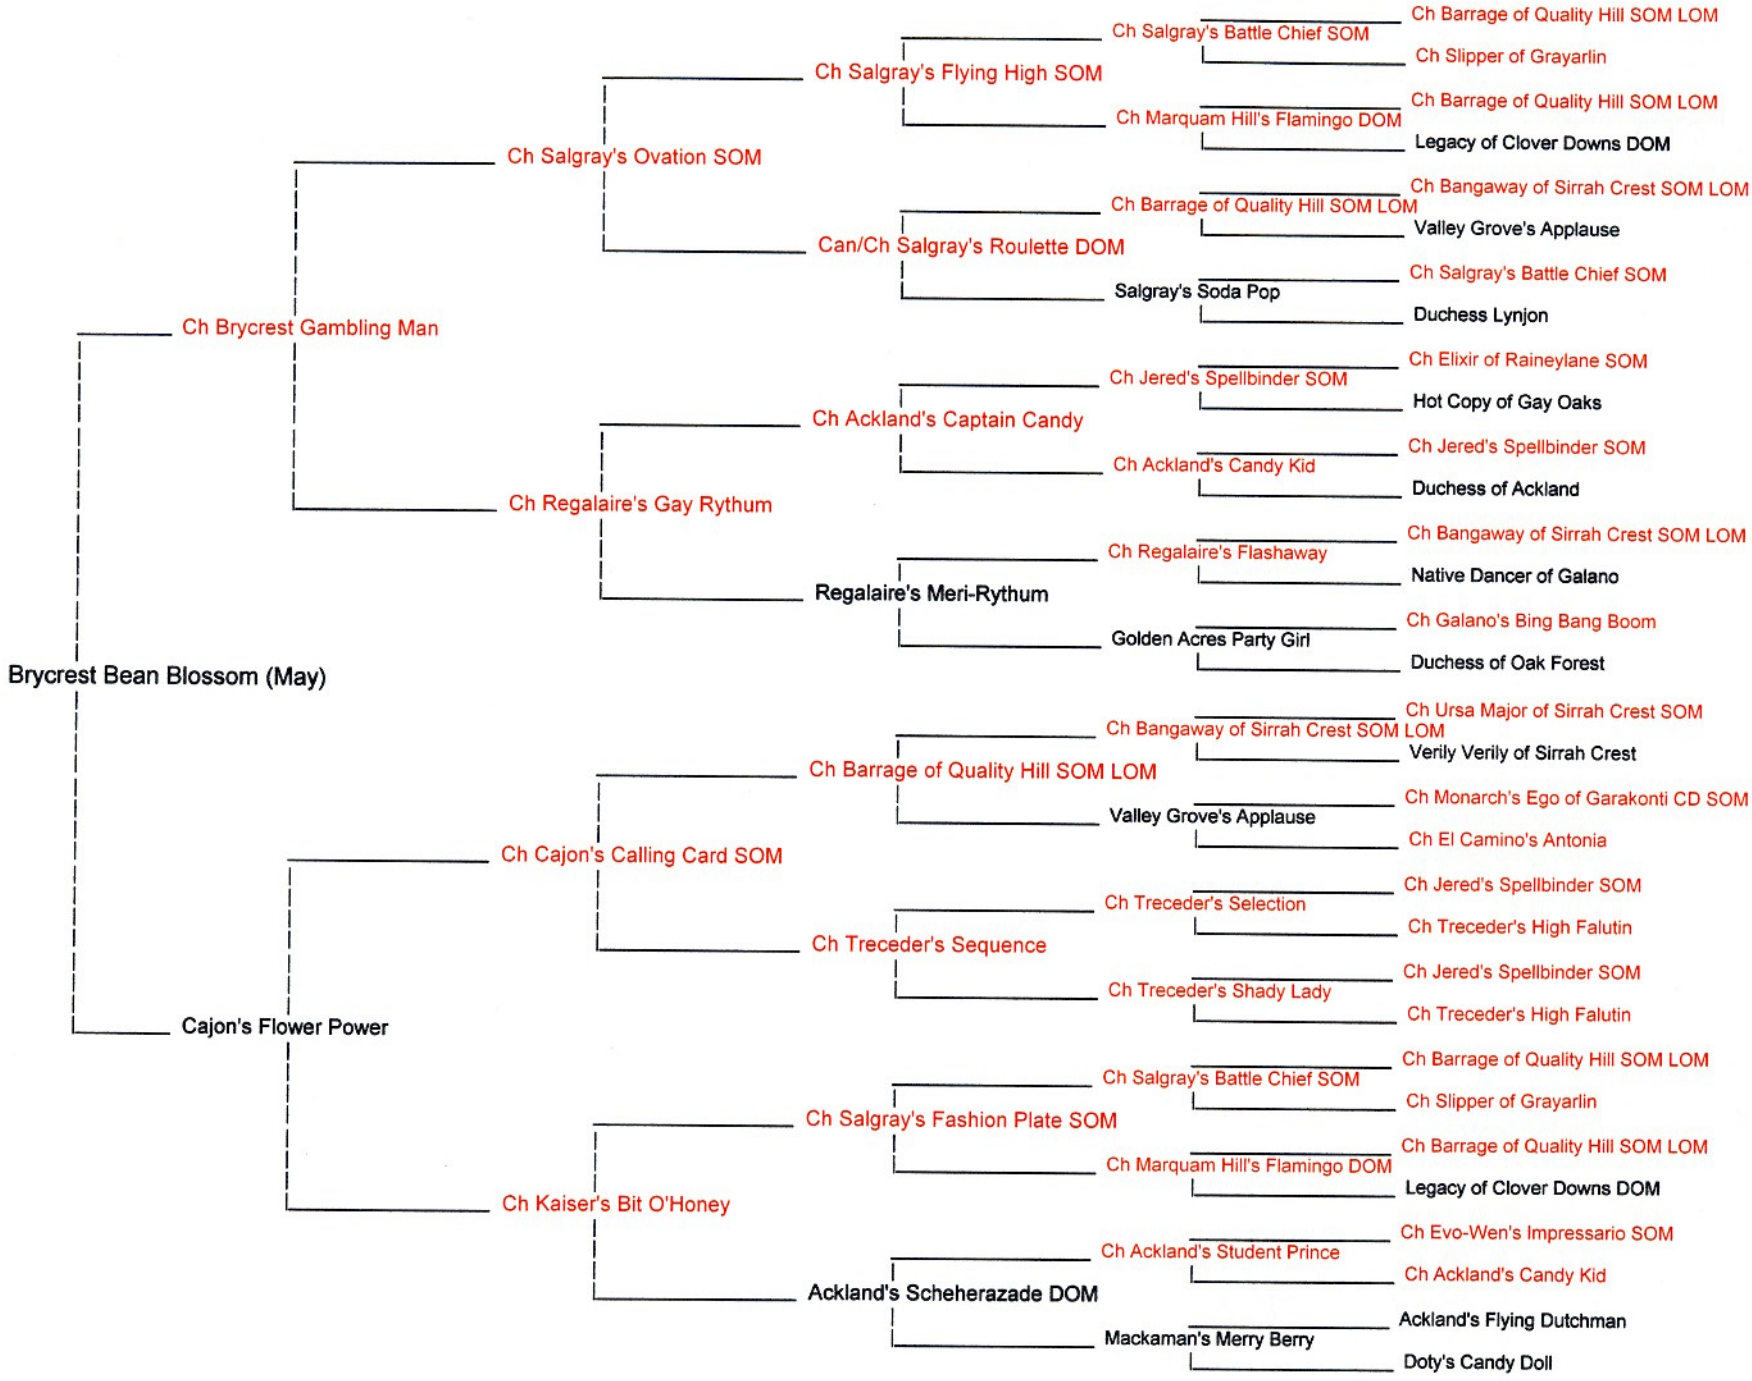 Ch Barrage of Quality Hill SOM LOM
Ch Salgray's Battle Chief SOM
Ch Slipper of Grayarlin
Ch Salgray's Flying High SOM
Ch Barrage of Quality Hill SOM LOM
Ch Marquam Hill's Flamingo DOM
Legacy of Clover Downs DOM
Ch Salgray's Ovation SOM
Ch Bangaway of Sirrah Crest SOM LOM
Ch Barrage of Quality Hill SOM LOM
Valley Grove's Applause
Can/Ch Salgray's Roulette DOM
Ch Salgray's Battle Chief SOM
Salgray's Soda Pop
Duchess Lynjon
Ch Brycrest Gambling Man
Ch Elixir of Raineylane SOM
Ch Jered's Spellbinder SOM
Hot Copy of Gay Oaks
Ch Ackland's Captain Candy
Ch Jered's Spellbinder SOM
Ch Ackland's Candy Kid
Duchess of Ackland
Ch Regalaire's Gay Rythum
Ch Bangaway of Sirrah Crest SOM LOM
Ch Regalaire's Flashaway
Native Dancer of Galano
Regalaire's Meri-Rythum
Ch Galano's Bing Bang Boom
Golden Acres Party Girl
Duchess of Oak Forest
Brycrest Bean Blossom (May)
Ch Ursa Major of Sirrah Crest SOM
Ch Bangaway of Sirrah Crest SOM LOM
Verily Verily of Sirrah Crest
Ch Barrage of Quality Hill SOM LOM
Ch Monarch's Ego of Garakonti CD SOM
Valley Grove's Applause
Ch El Camino's Antonia
Ch Cajon's Calling Card SOM
Ch Jered's Spellbinder SOM
Ch Treceder's Selection
Ch Treceder's High Falutin
Ch Treceder's Sequence
Ch Jered's Spellbinder SOM
Ch Treceder's Shady Lady
Ch Treceder's High Falutin
Cajon's Flower Power
Ch Barrage of Quality Hill SOM LOM
Ch Salgray's Battle Chief SOM
Ch Slipper of Grayarlin
Ch Salgray's Fashion Plate SOM
Ch Barrage of Quality Hill SOM LOM
Ch Marquam Hill's Flamingo DOM
Legacy of Clover Downs DOM
Ch Kaiser's Bit O'Honey
Ch Evo-Wen's Impressario SOM
Ch Ackland's Student Prince
Ch Ackland's Candy Kid
Ackland's Scheherazade DOM
Ackland's Flying Dutchman
Mackaman's Merry Berry
Doty's Candy Doll